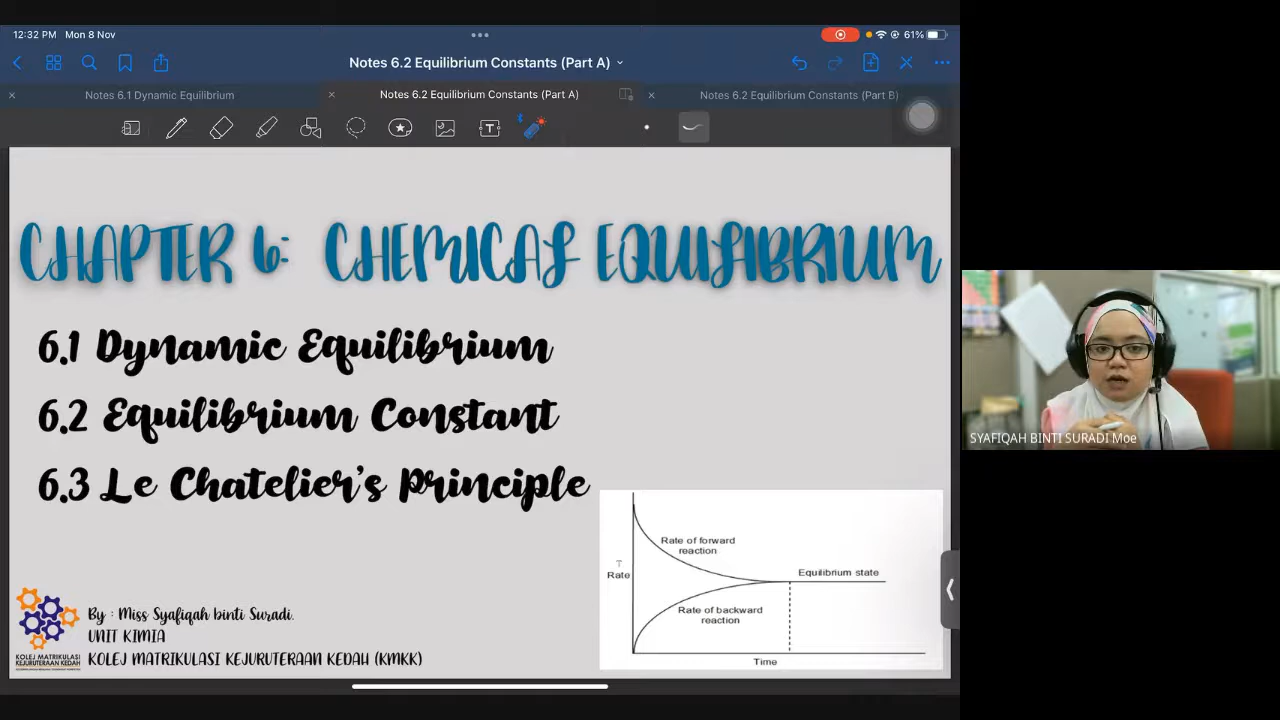 12:32 PM Mon 8 Nov
61%
Notes 6.2 Equilibrium Constants (Part A)
Notes 6.1 Dynamic Equilibrium
Notes 6.2 Equilibrium Constants (Part A)
Notes 6.2 Equilibrium Constants (Part B)
CHAPTER 6: CHEMICAL EQUILIBRIUM
6.1 Dynamic Equilibrium
6.2 Equilibrium Constant
6.3 Le Chatelier's Principle
Rate of forward
reaction
Rate
Equilibrium state
Rate of backward
reaction
Time
By : Miss Syafiqah binti Suradi.
UNIT KIMIA
KOLEJ MATRIKULASI KEJURUTERAAN KEDAH (KMKK)
KOLEJ MATRIKULASI
KEJURUTERAAN KEDAH
SYAFIQAH BINTI SURADI Moe